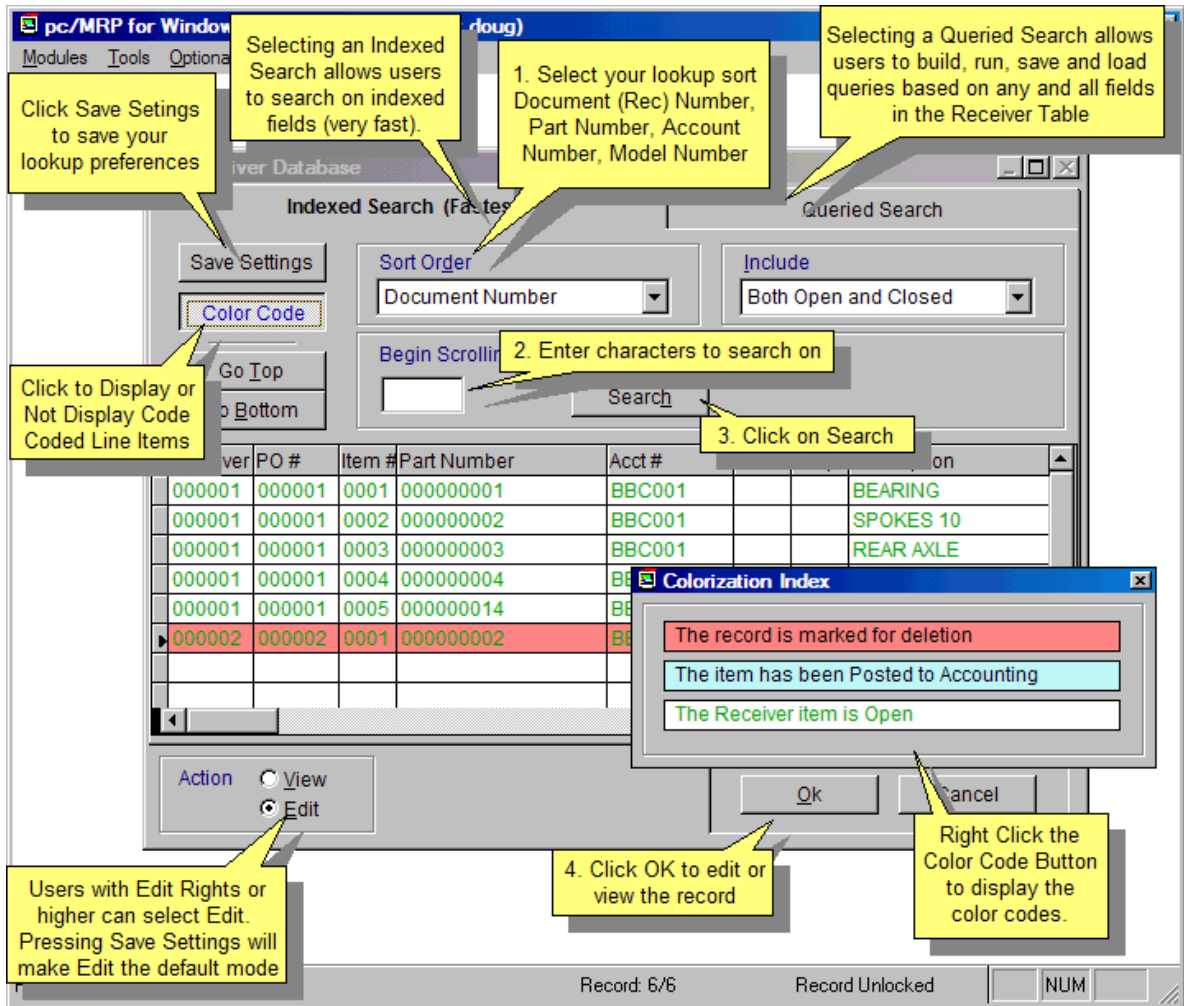 pc/MRP for Window
doug)
Modules Tools Optiona
Click Save Setings
to save your
lookup preferences
Selecting an Indexed
Search allows users
to search on indexed
fields (very fast).
1. Select your lookup sort
Document (Rec) Number,
Part Number, Account
Number, Model Number
Selecting a Queried Search allows
users to build, run, save and load
queries based on any and all fields
in the Receiver Table
iver Database
Indexed Search (Fastes
Queried Search
Save Settings
Sort Order
Include
Document Number
Both Open and Closed
Color Code
Begin Scrollin
2. Enter characters to search on
Go Top
o Bottom
Search
Click to Display or
Not Display Code
Coded Line Items
3. Click on Search
ver PO # Item # Part Number Acct # on
000001 000001 0001 000000001 BBC001 BEARING
000001 000001 0002 000000002 BBC001 SPOKES 10
000001 000001 0003 000000003 BBC001 REAR AXLE
000001 000001 0004 000000004 BB
000001 000001 0005 000000014 BB
000002 000002 0001 000000002 BB
Colorization Index
The record is marked for deletion
The item has been Posted to Accounting
The Receiver item is Open
Action View
Edit
Ok
Cancel
Users with Edit Rights or
higher can select Edit.
Pressing Save Settings will
make Edit the default mode
4. Click OK to edit or
view the record
Right Click the
Color Code Button
to display the
color codes.
Record: 6/6 Record Unlocked NUM